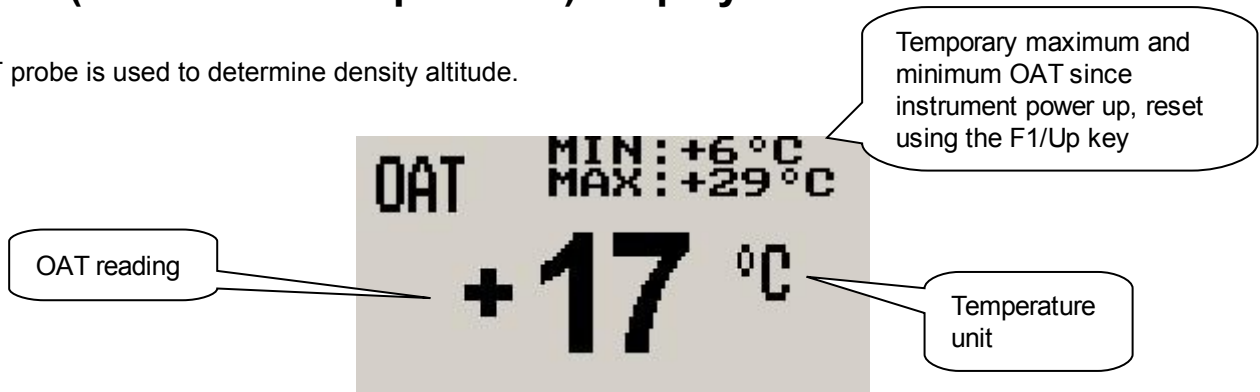 probe is used to determine density altitude.
Temporary maximum and
minimum OAT since
instrument power up, reset
using the F1/Up key
OAT
MIN:+6°C
MAX:+29°C
OAT reading
+17 °C
Temperature
unit